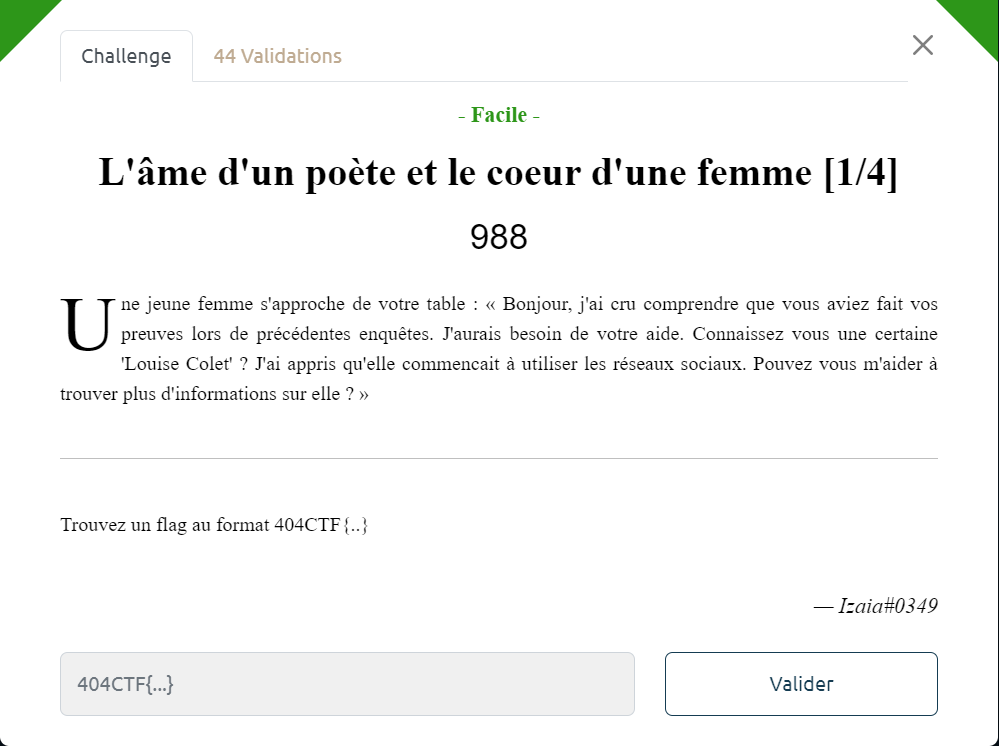 Challenge
44 Validations
- Facile -
L'âme d'un poète et le coeur d'une femme [1/4]
988
Une jeune femme s'approche de votre table : « Bonjour, j'ai cru comprendre que vous aviez fait vos
preuves lors de précédentes enquêtes. J'aurais besoin de votre aide. Connaissez vous une certaine
'Louise Colet' ? J'ai appris qu'elle commencait à utiliser les réseaux sociaux. Pouvez vous m'aider à
trouver plus d'informations sur elle ? »
Trouvez un flag au format 404CTF{..}
— Izaia#0349
404CTF{...}
Valider